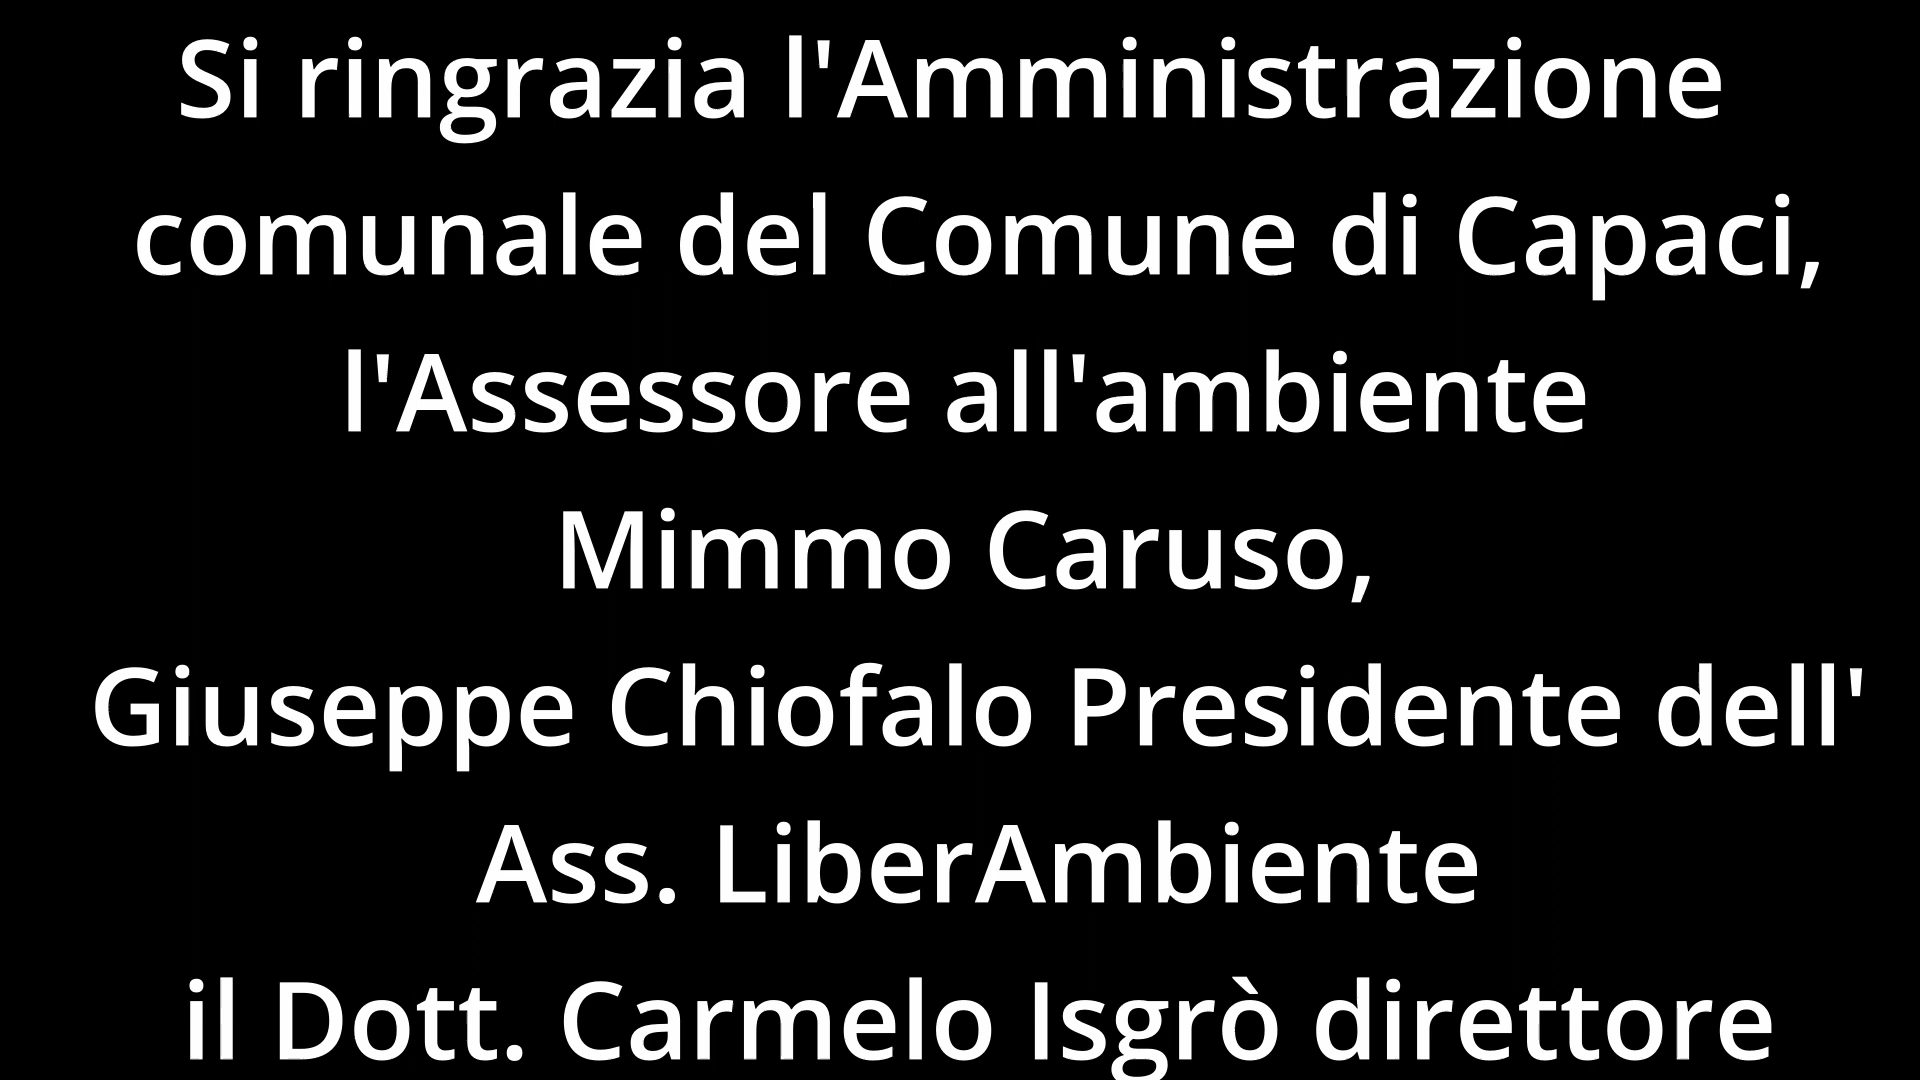 Si ringrazia l'Amministrazione
comunale del Comune di Capaci,
l'Assessore all'ambiente
Mimmo Caruso,
Giuseppe Chiofalo Presidente dell'
Ass. LiberAmbiente
il Dott. Carmelo Isgrò direttore